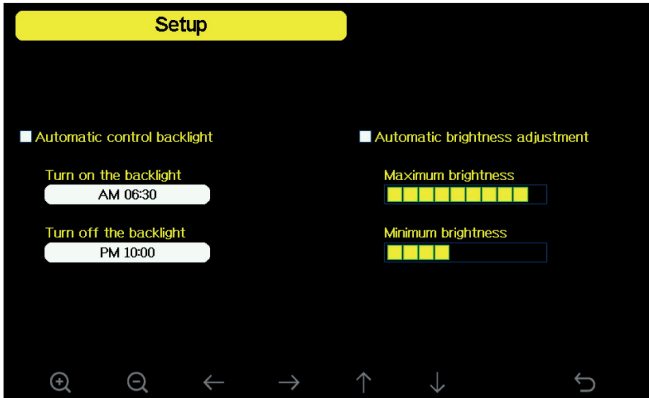 Setup
Automatic control backlight
Turn on the backlight
AM 06:30
Turn off the backlight
PM 10:00
Automatic brightness adjustment
Maximum brightness
Minimum brightness